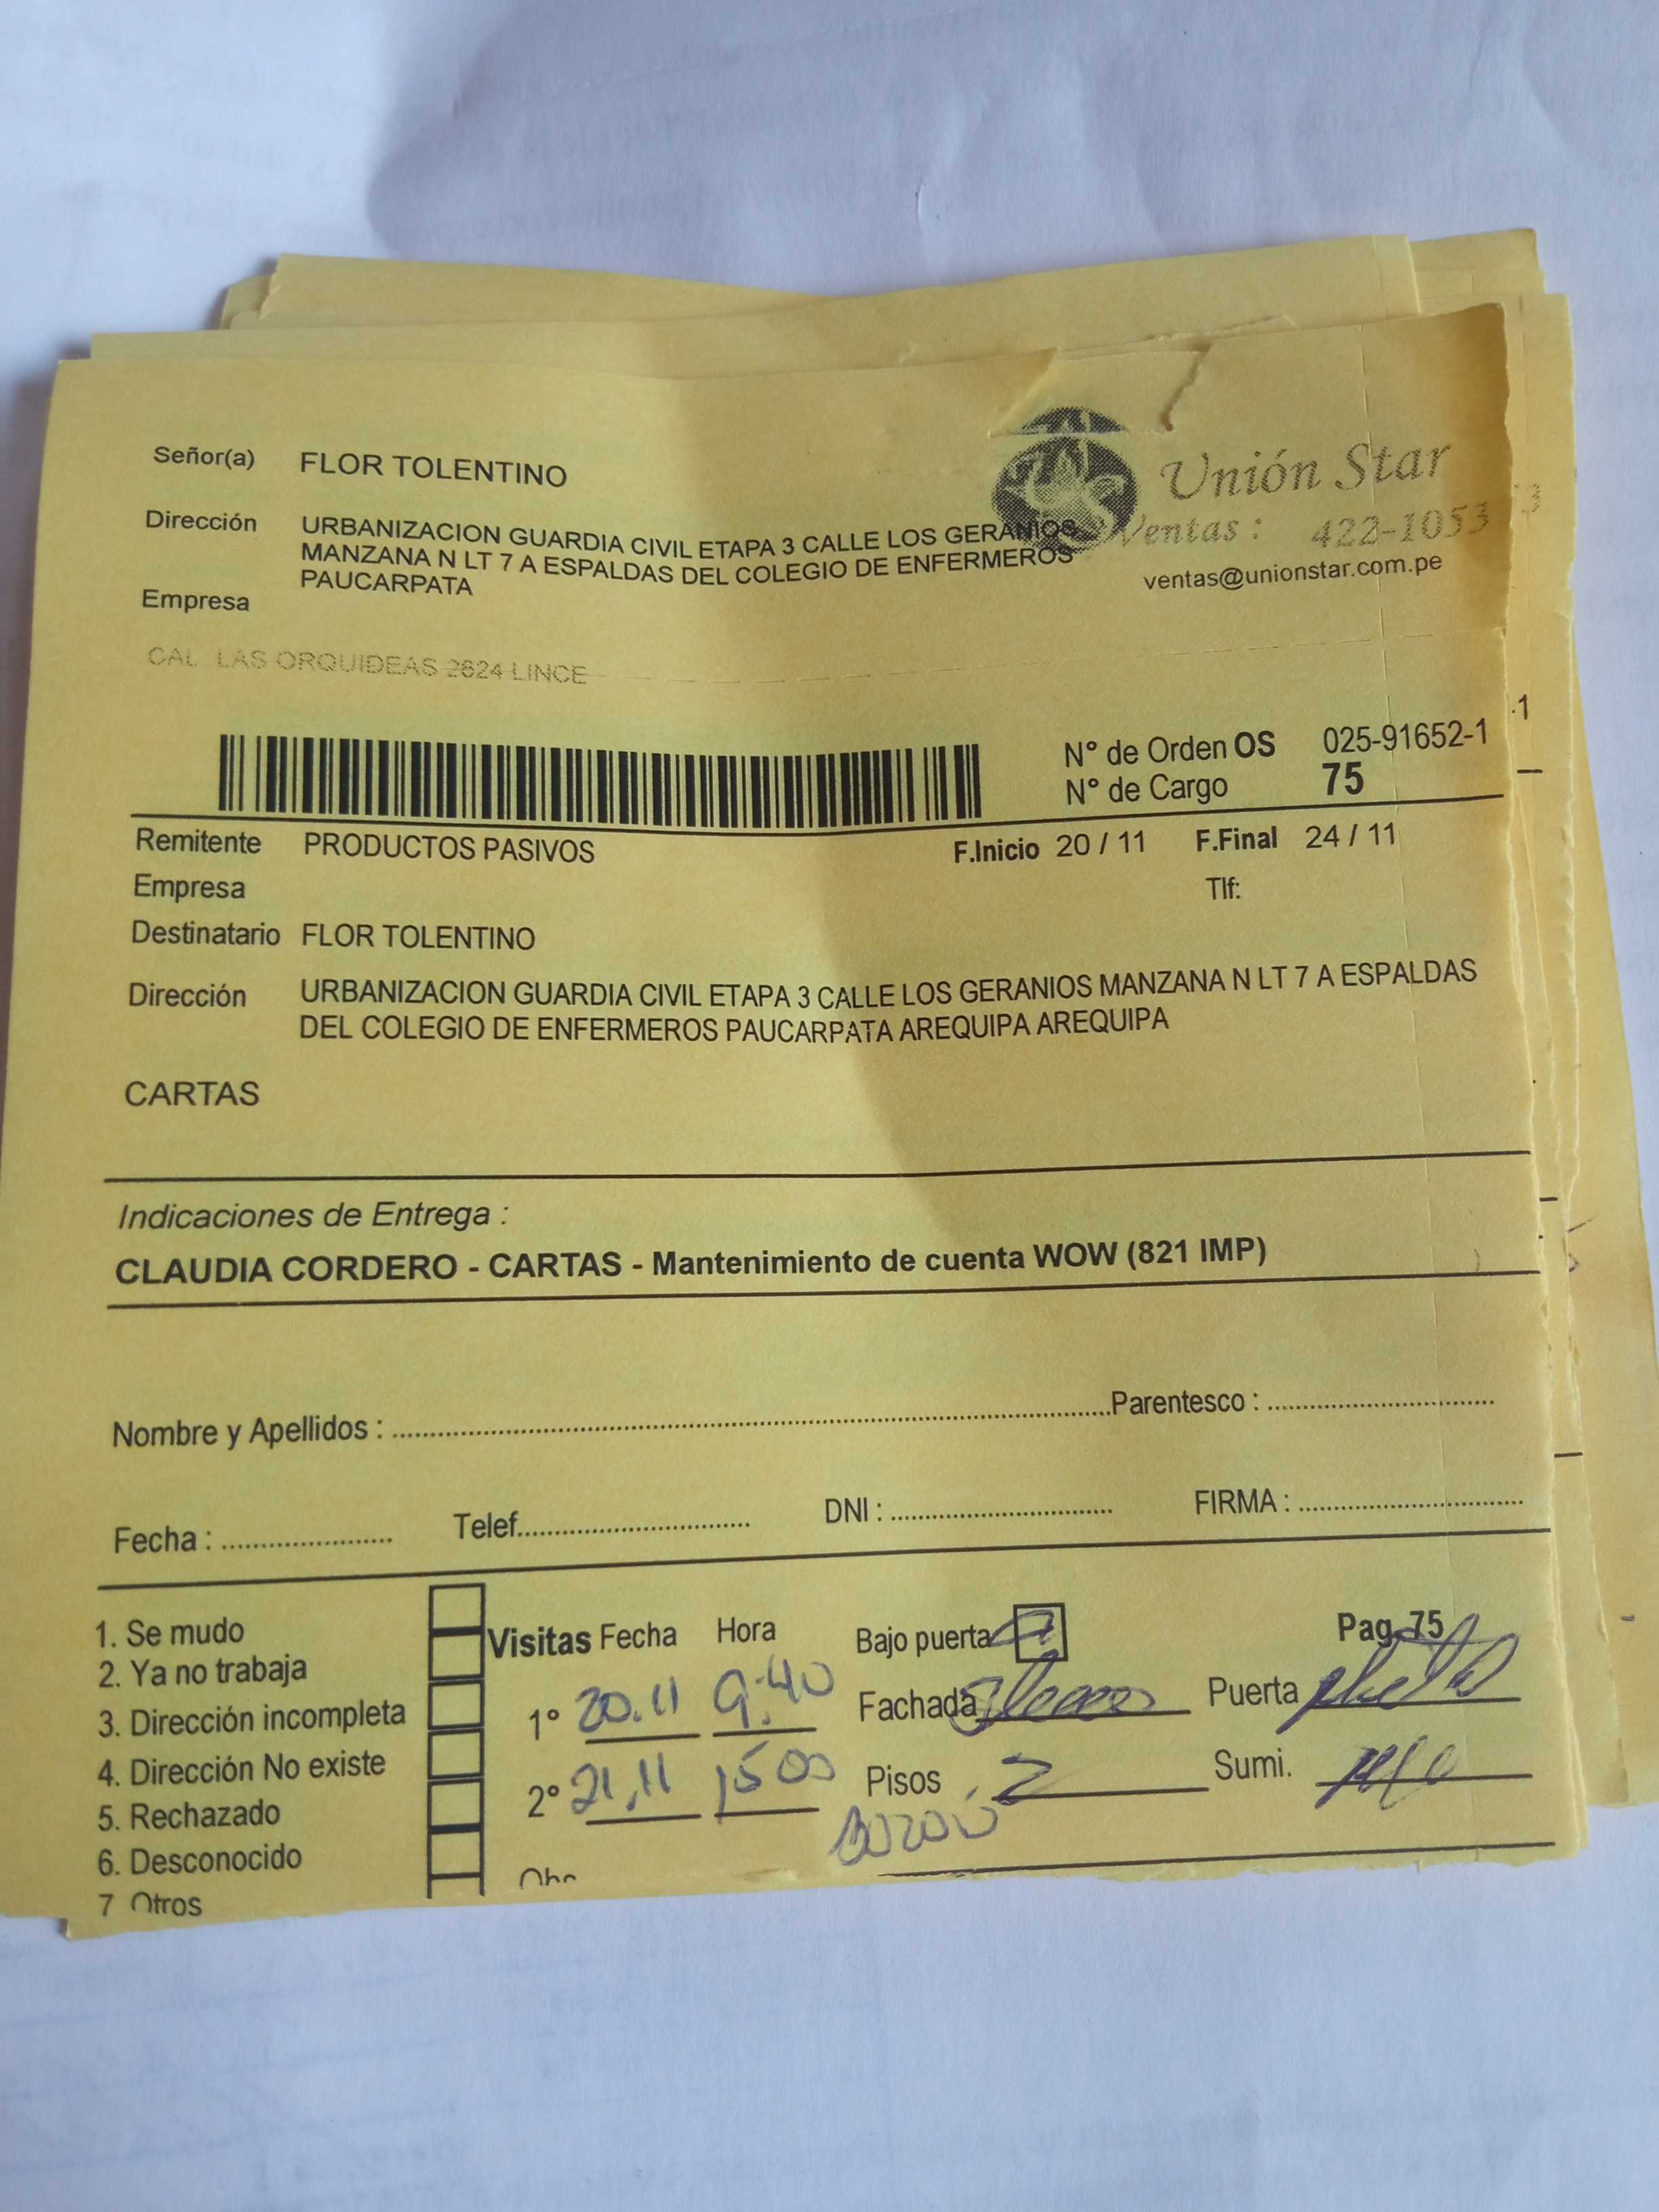 Señor(a) FLOR TOLENTINO
Unión Star
Dirección URBANIZACION GUARDIA CIVIL ETAPA 3 CALLE LOS GERANIOS
MANZANA N LT 7 A ESPALDAS DEL COLEGIO DE ENFERMEROS
PAUCARPATA
Ventas : 422-1053
ventas@unionstar.com.pe
Empresa
CAL LAS ORQUIDEAS 2624 LINCE
N° de Orden OS 025-91652-1
N° de Cargo 75
Remitente PRODUCTOS PASIVOS F.Inicio 20 / 11 F.Final 24 / 11
Empresa Tlf:
Destinatario FLOR TOLENTINO
Dirección URBANIZACION GUARDIA CIVIL ETAPA 3 CALLE LOS GERANIOS MANZANA N LT 7 A ESPALDAS
DEL COLEGIO DE ENFERMEROS PAUCARPATA AREQUIPA AREQUIPA
CARTAS
Indicaciones de Entrega :
CLAUDIA CORDERO - CARTAS - Mantenimiento de cuenta WOW (821 IMP)
Nombre y Apellidos : Parentesco :
Fecha : Telef. DNI : FIRMA :
1. Se mudo
2. Ya no trabaja
3. Dirección incompleta
4. Dirección No existe
5. Rechazado
6. Desconocido
7 Otros
Visitas Fecha Hora
1° 20.11 9:40
2° 21.11 15 00
Bajo puerta
Pag. 75
Fachada
Puerta
Pisos 2
Sumi.
Buzón